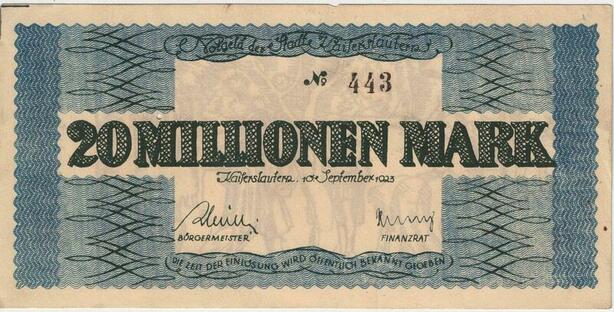 Notgeld der Stadt Kaiserslautern
№ 443
20 MILLIONEN MARK
Kaiserslautern, 10. September 1923
BÜRGERMEISTER
FINANZRAT
DIE ZEIT DER EINLÖSUNG WIRD ÖFFENTLICH BEKANNT GEGEBEN